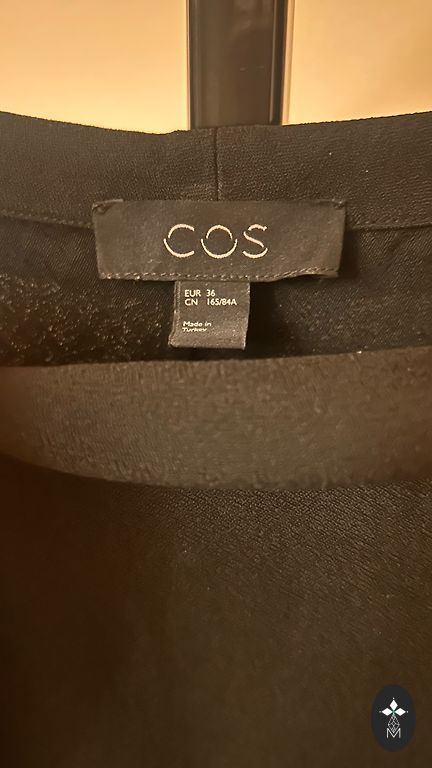 COS
EUR 36
CN 165/84A
Made in
Turkey
M